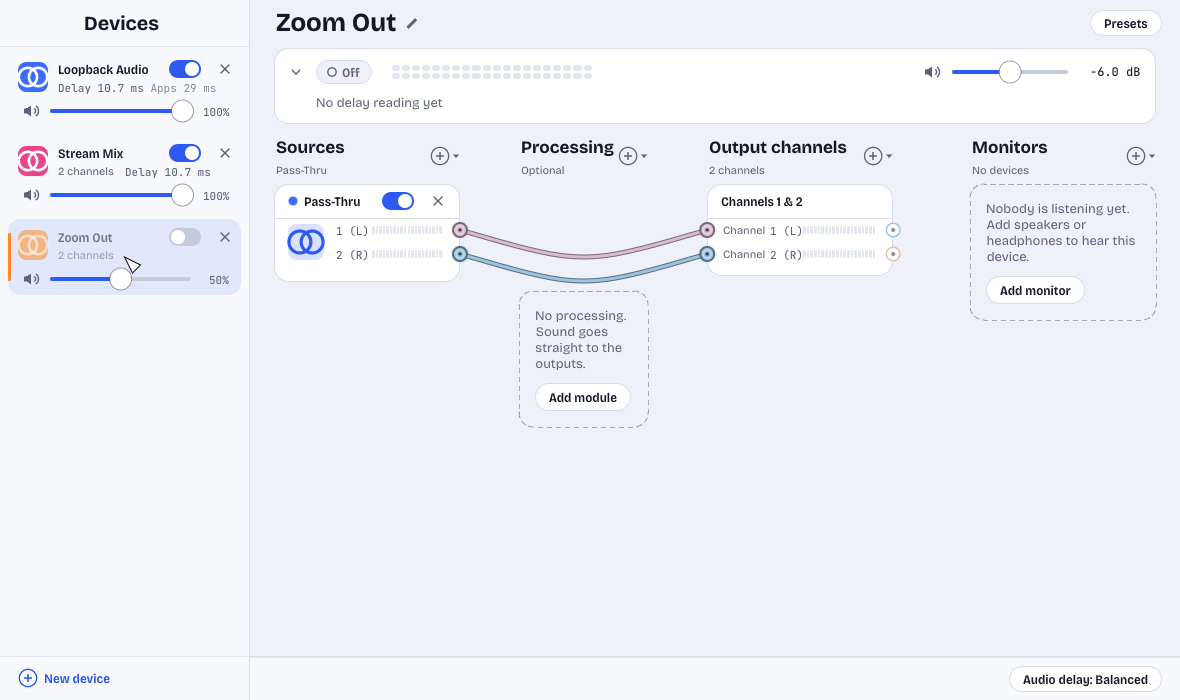 Devices
Loopback Audio
Delay 10.7 ms Apps 29 ms
100%
Stream Mix
2 channels Delay 10.7 ms
100%
Zoom Out
2 channels
50%
New device
Zoom Out
Presets
Off
-6.0 dB
No delay reading yet
Sources
Pass-Thru
Processing
Optional
Output channels
2 channels
Monitors
No devices
Pass-Thru
1 (L)
2 (R)
No processing.
Sound goes
straight to the
outputs.
Add module
Channels 1 & 2
Channel 1 (L)
Channel 2 (R)
Nobody is listening yet.
Add speakers or
headphones to hear this
device.
Add monitor
Audio delay: Balanced